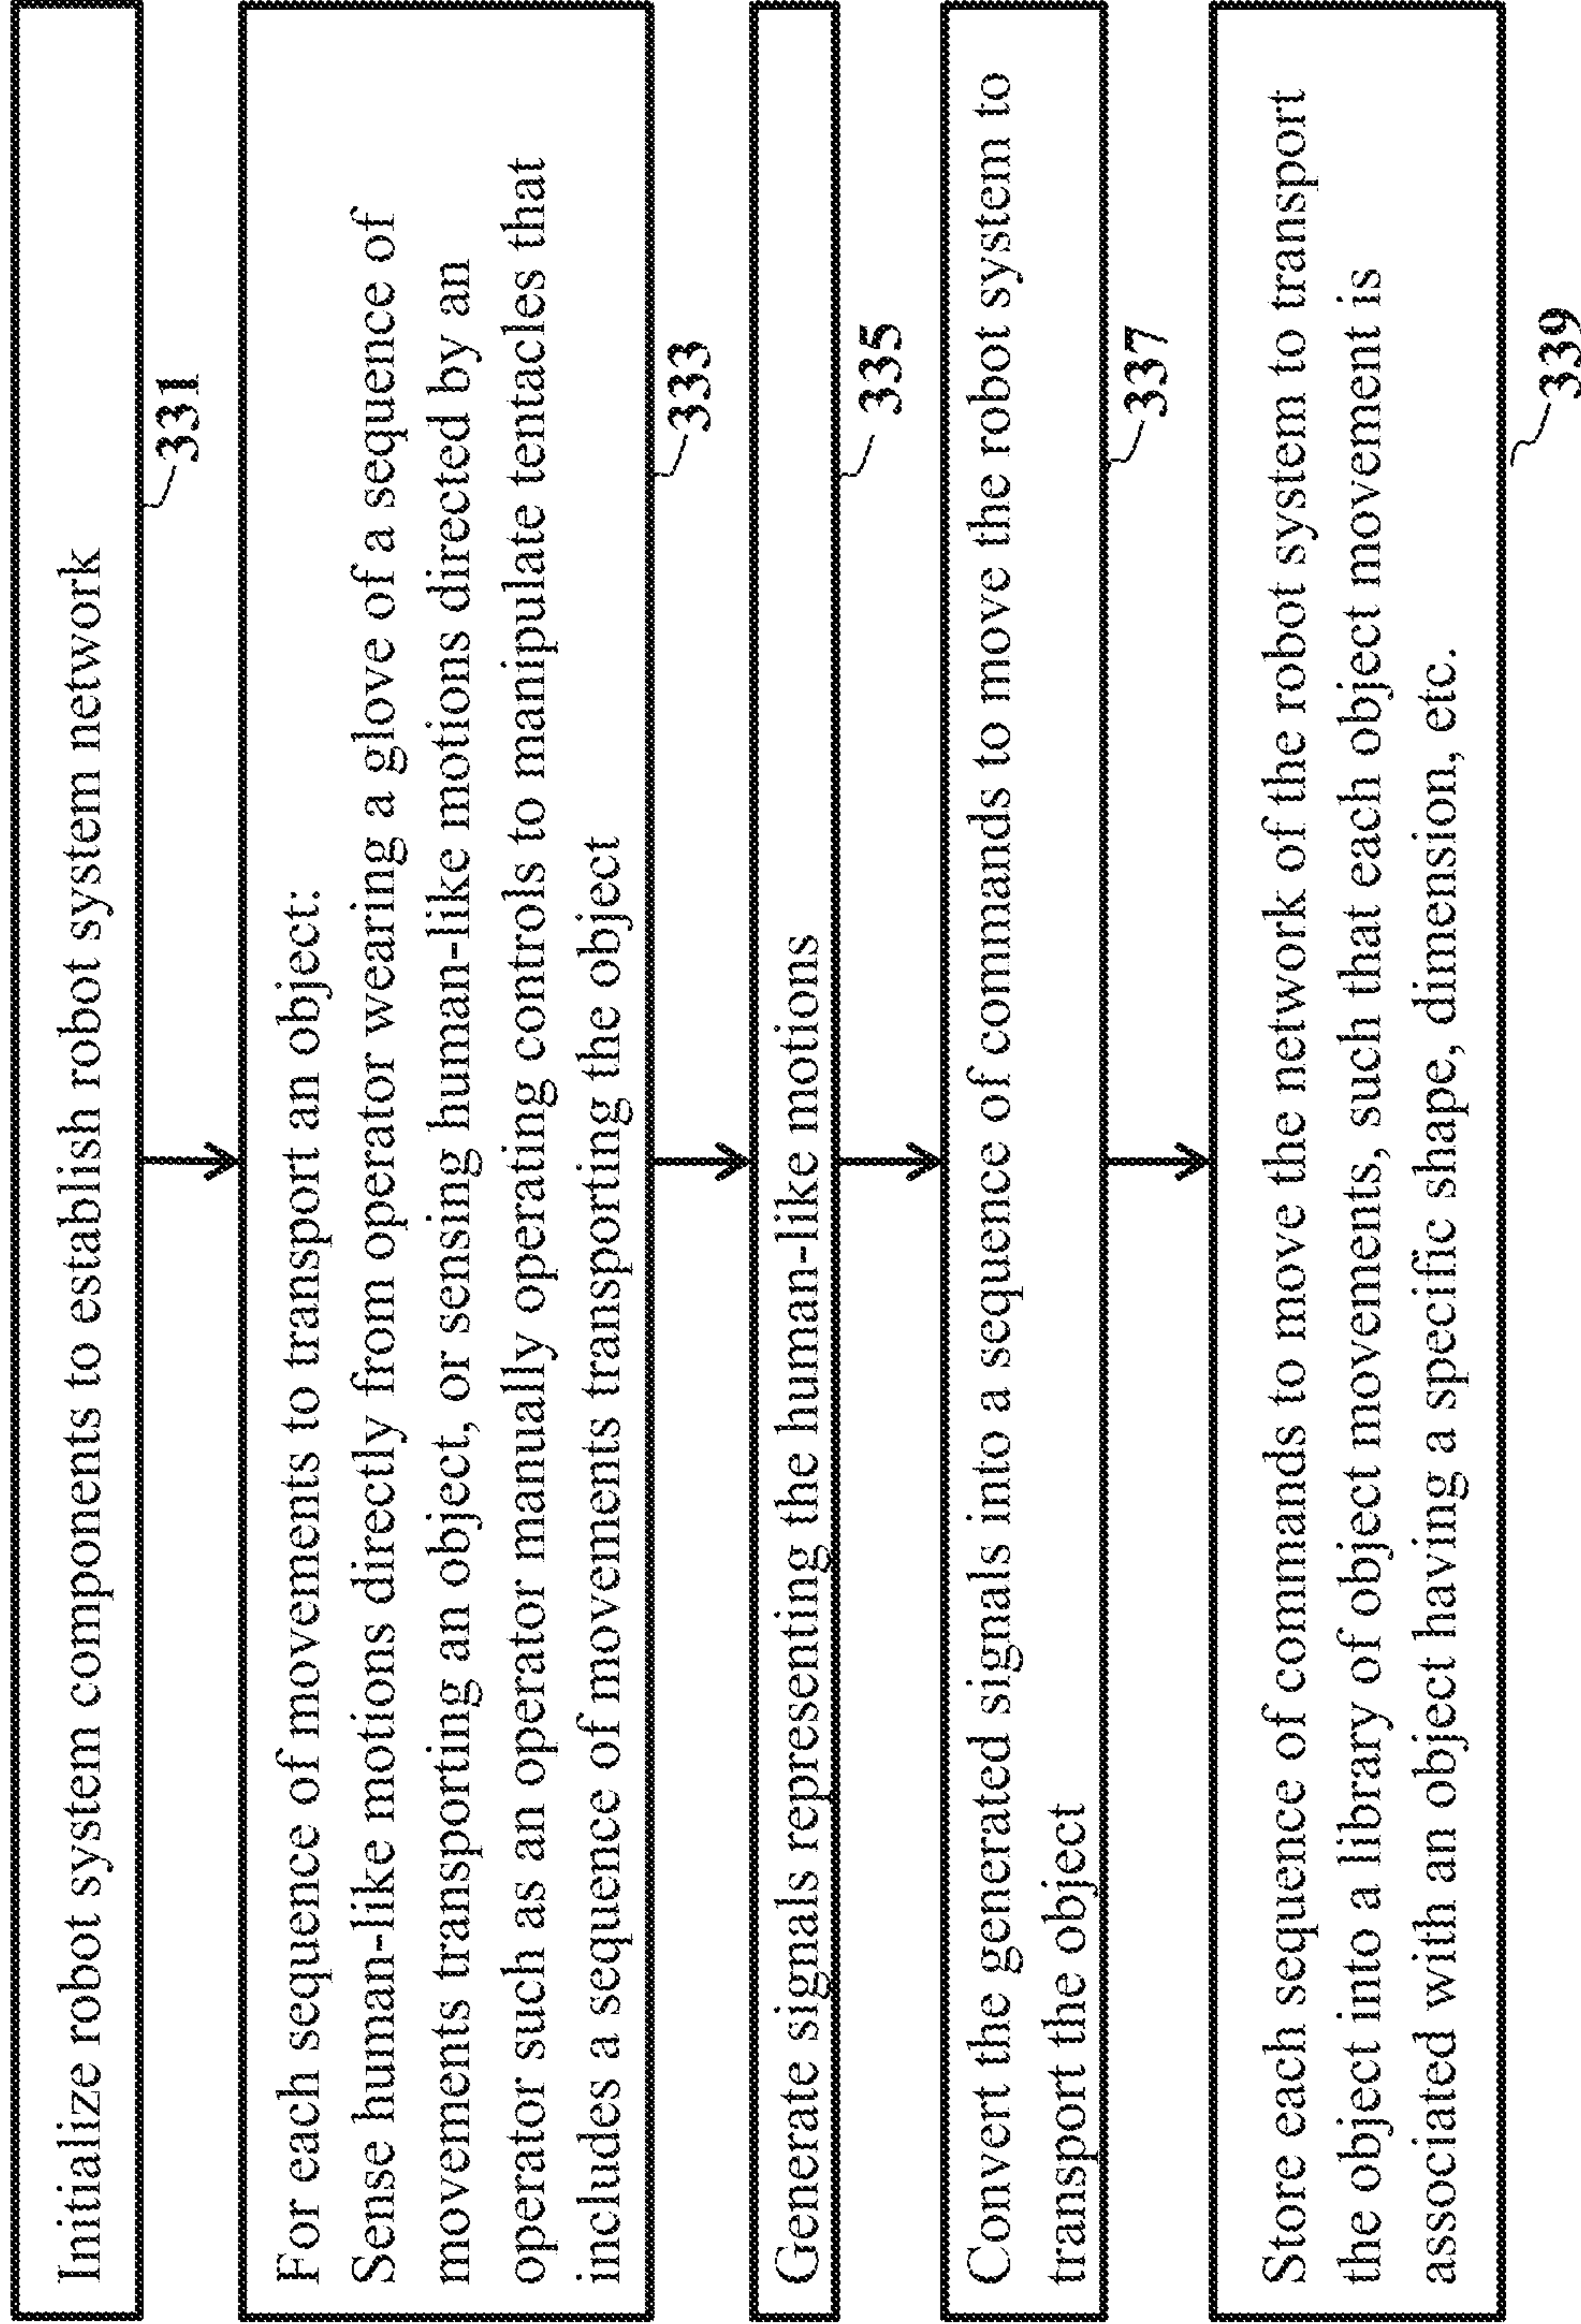 Initialize robot system components to establish robot system network
331
For each sequence of movements to transport an object:
Sense human-like motions directly from operator wearing a glove of a sequence of
movements transporting an object, or sensing human-like motions directed by an
operator such as an operator manually operating controls to manipulate tentacles that
includes a sequence of movements transporting the object
333
Generate signals representing the human-like motions
335
Convert the generated signals into a sequence of commands to move the robot system to
transport the object
337
Store each sequence of commands to move the network of the robot system to transport
the object into a library of object movements, such that each object movement is
associated with an object having a specific shape, dimension, etc.
339